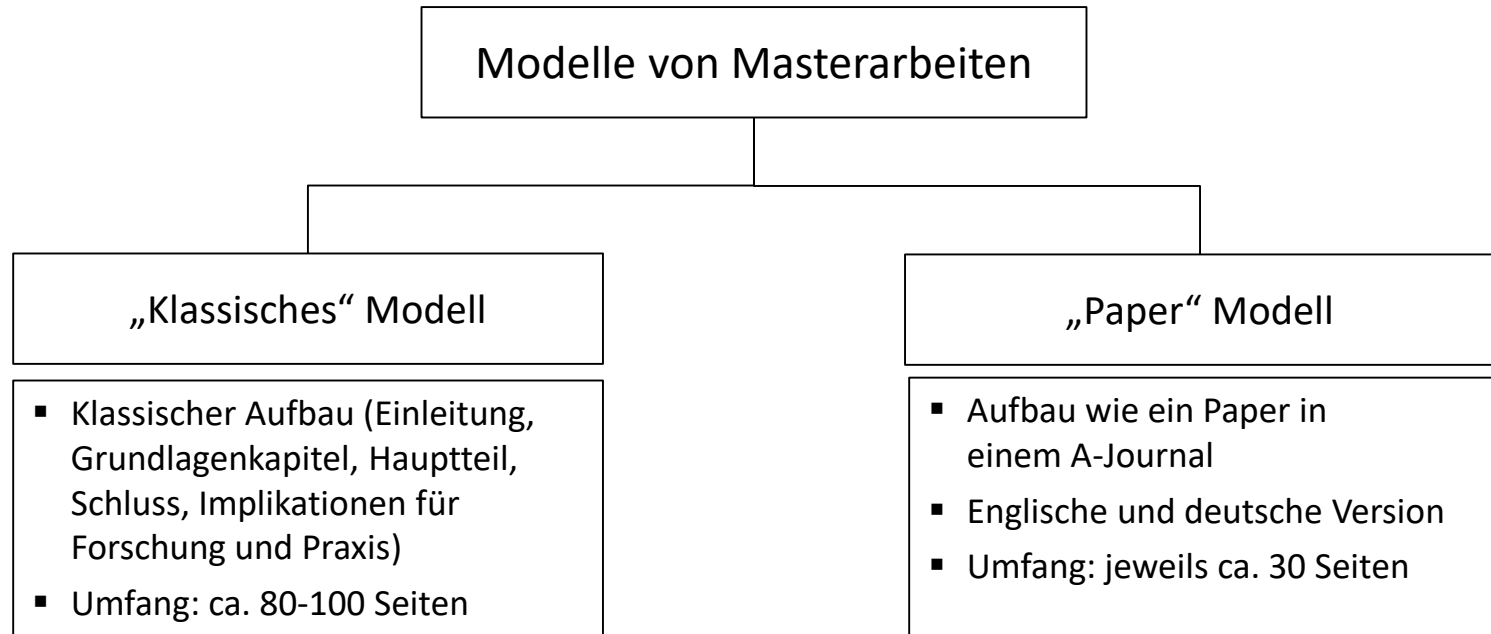 Modelle von Masterarbeiten
„Klassisches“ Modell
▪ Klassischer Aufbau (Einleitung,
Grundlagenkapitel, Hauptteil,
Schluss, Implikationen für
Forschung und Praxis)
▪ Umfang: ca. 80-100 Seiten
„Paper“ Modell
▪ Aufbau wie ein Paper in
einem A-Journal
▪ Englische und deutsche Version
▪ Umfang: jeweils ca. 30 Seiten